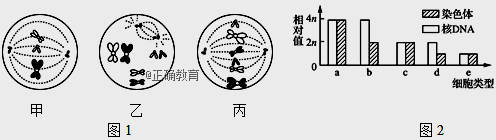 相对值
4n
2n
0
染色体
核DNA
a b c d e
细胞类型
@正确教育
甲 乙 丙
图1 图2